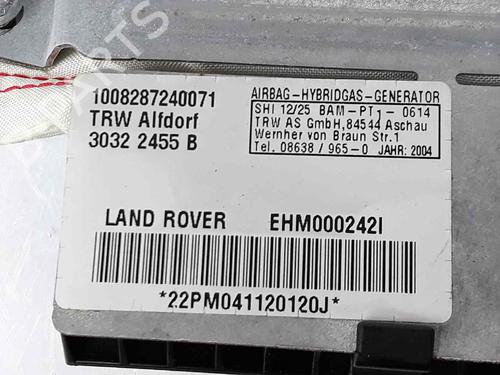 1008287240071
TRW Alfdorf
3032 2455 B
AIRBAG-HYBRIDGAS-GENERATOR
SHI 12/25 BAM-PT1-0614
TRW AS GmbH, 84544 Aschau
Wernher von Braun Str.1
Tel. 08638 / 965-0 JAHR: 2004
LAND ROVER EHM000242I
*22PM041120120J*